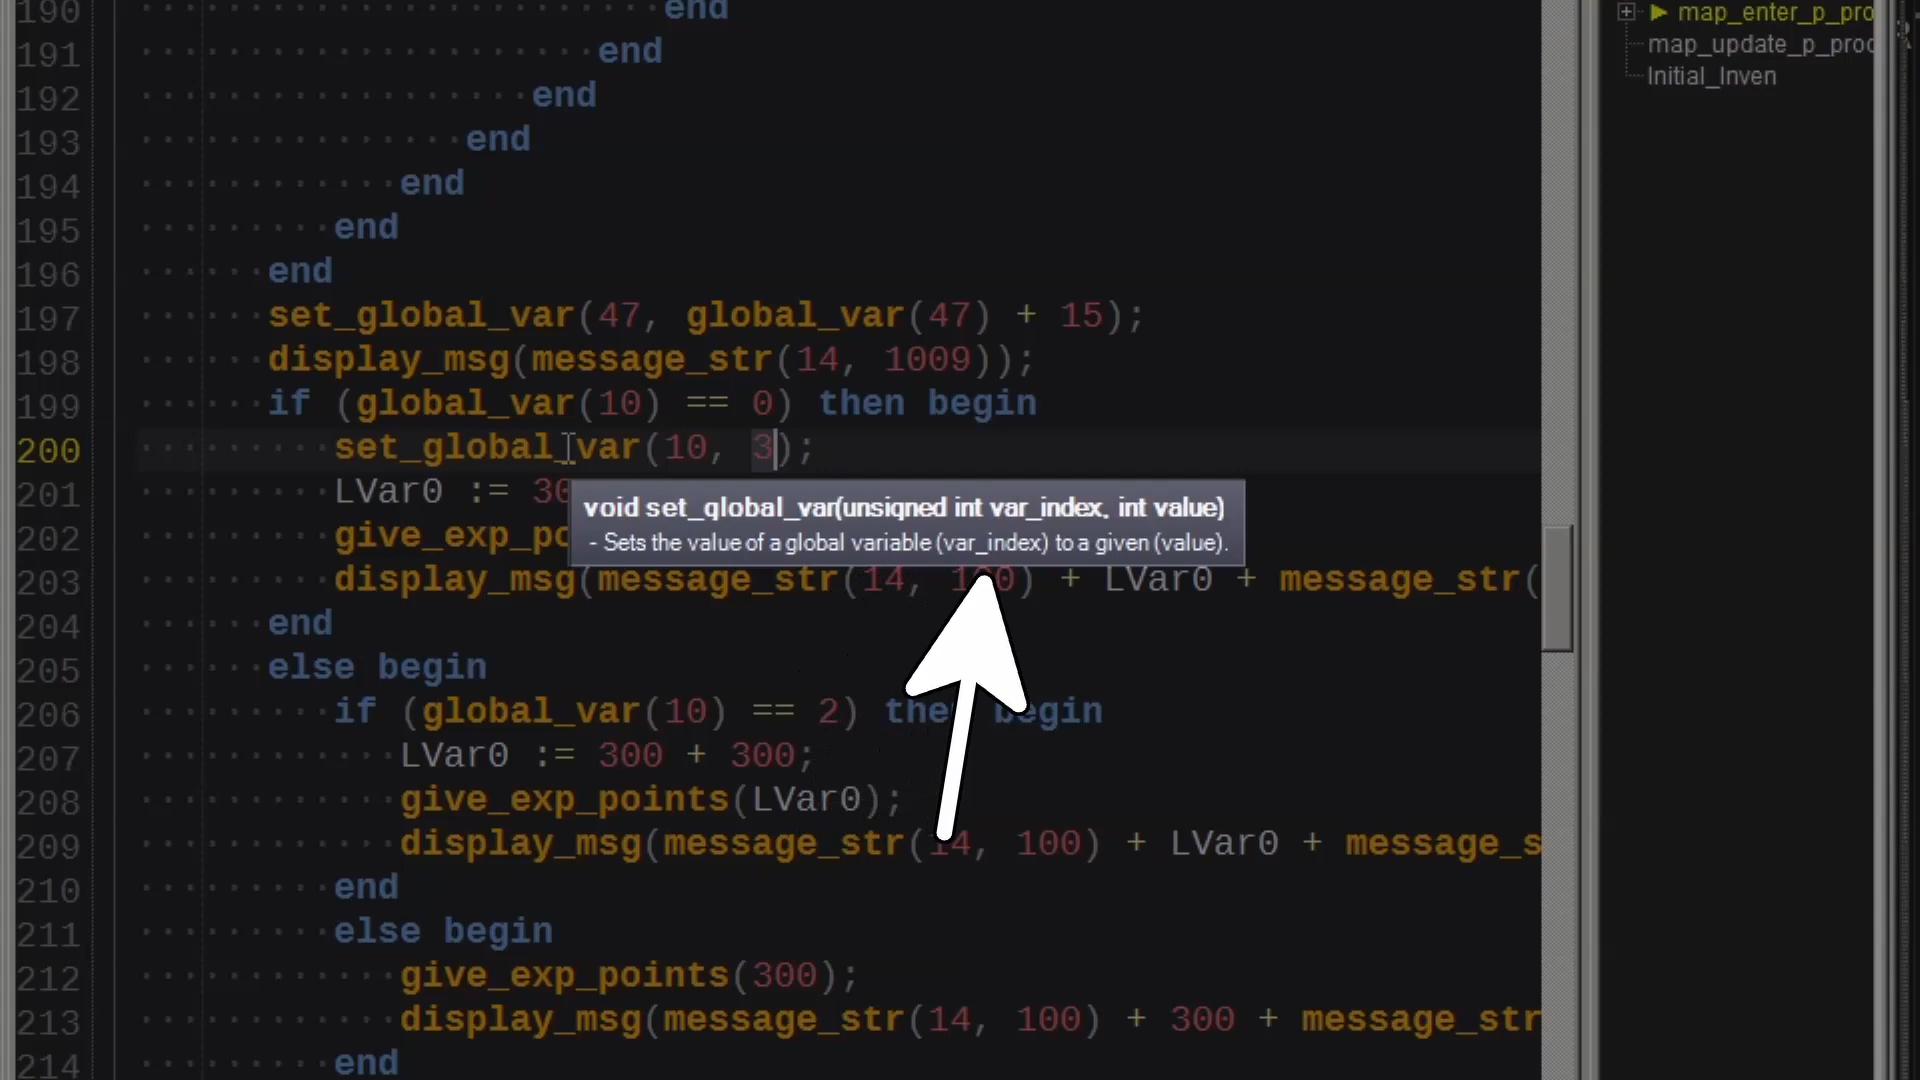 190 end
191 end
192 end
193 end
194 end
195 end
196 end
197 set_global_var(47, global_var(47) + 15);
198 display_msg(message_str(14, 1009));
199 if (global_var(10) == 0) then begin
200 set_global_var(10, 3);
201 LVar0 := 30
void set_global_var(unsigned int var_index, int value)
202 give_exp_po
- Sets the value of a global variable (var_index) to a given (value).
203 display_msg(message_str(14, 100) + LVar0 + message_str(
204 end
205 else begin
206 if (global_var(10) == 2) then begin
207 LVar0 := 300 + 300;
208 give_exp_points(LVar0);
209 display_msg(message_str(14, 100) + LVar0 + message_s
210 end
211 else begin
212 give_exp_points(300);
213 display_msg(message_str(14, 100) + 300 + message_str
214 end
map_enter_p_pro
map_update_p_proc
Initial_Inven